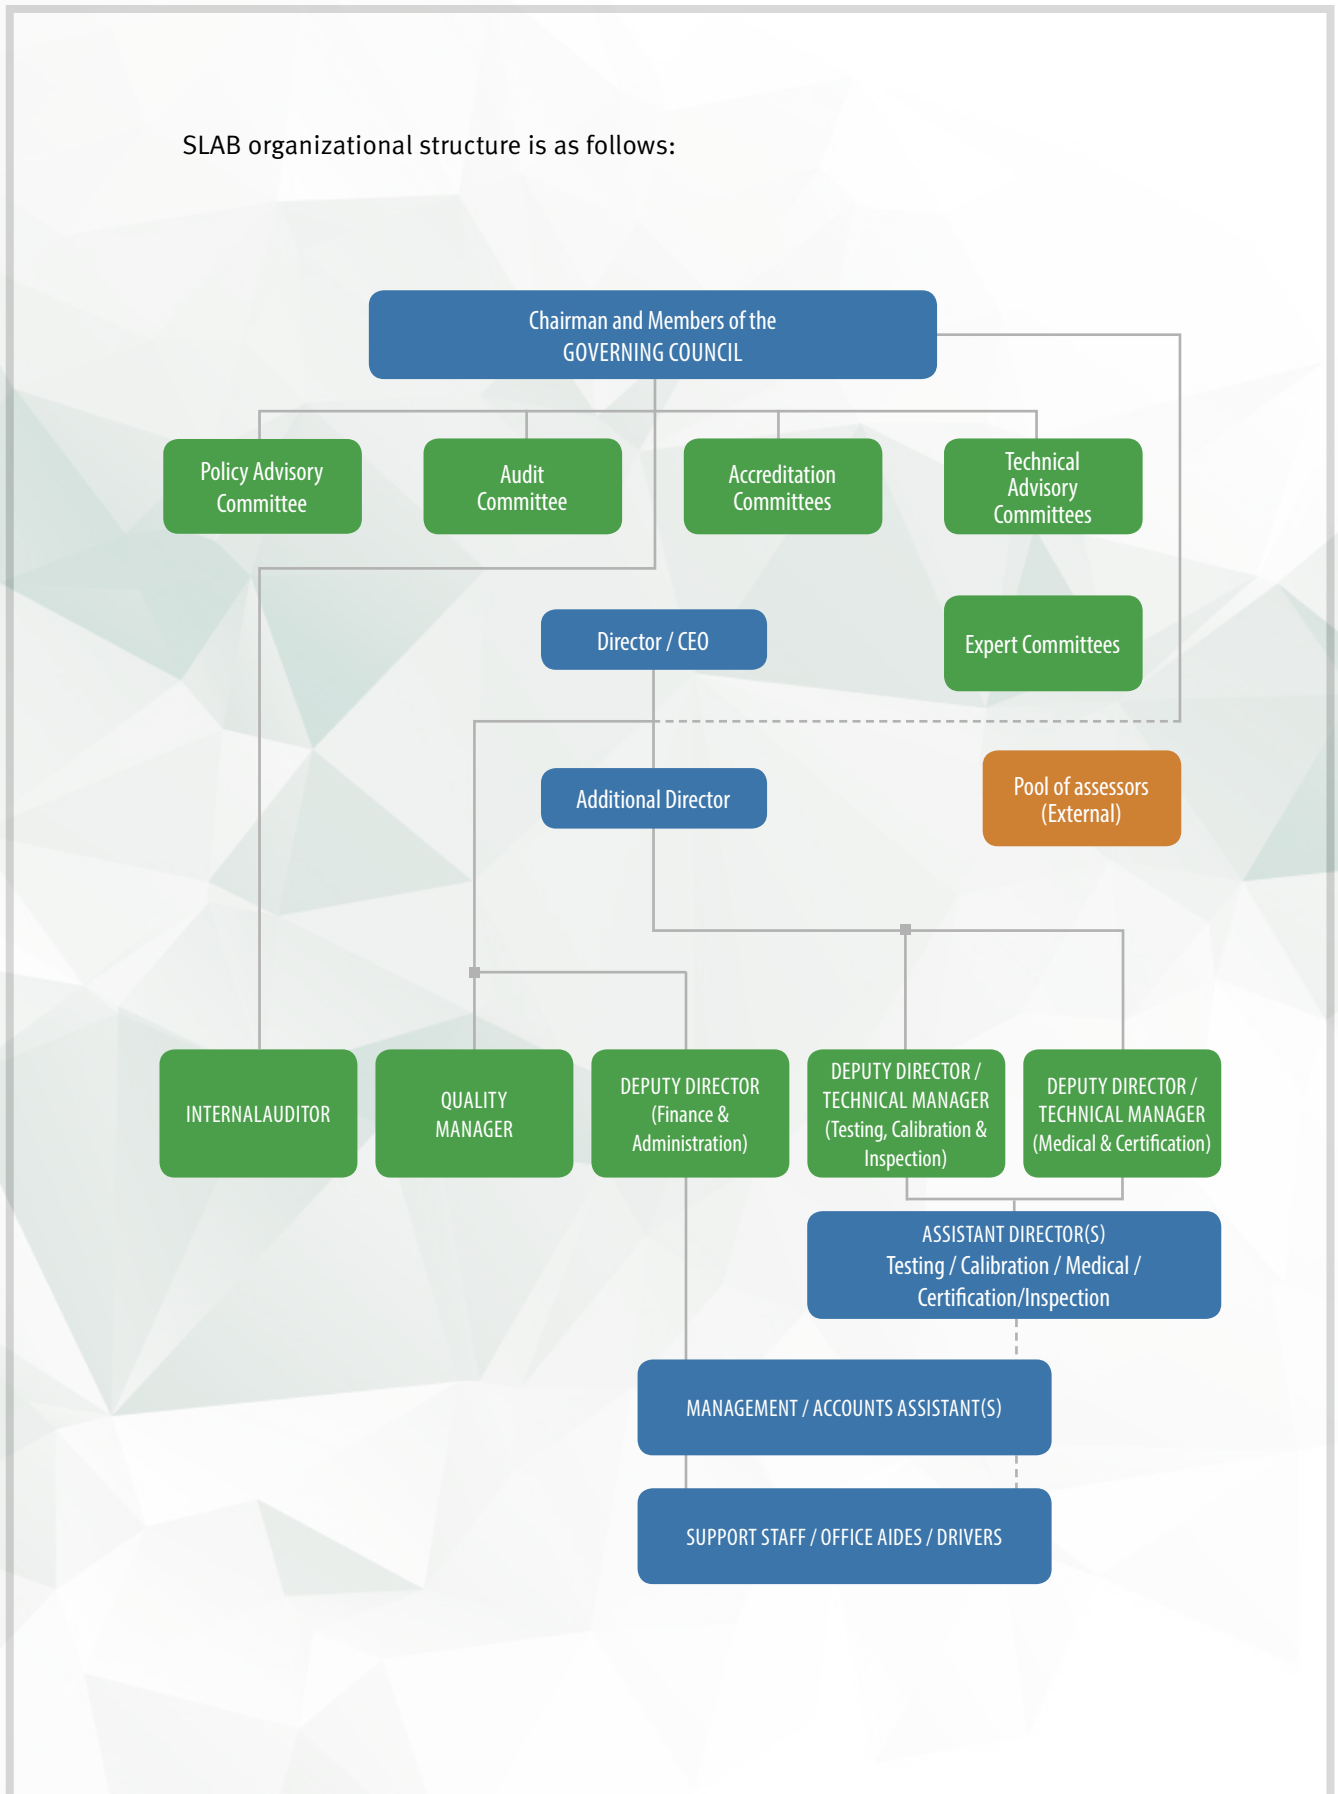 SLAB organizational structure is as follows:
Chairman and Members of the
GOVERNING COUNCIL
Policy Advisory
Committee
Audit
Committee
Accreditation
Committees
Technical
Advisory
Committees
Director / CEO
Expert Committees
Additional Director
Pool of assessors
(External)
INTERNALAUDITOR
QUALITY
MANAGER
DEPUTY DIRECTOR
(Finance &
Administration)
DEPUTY DIRECTOR /
TECHNICAL MANAGER
(Testing, Calibration &
Inspection)
DEPUTY DIRECTOR /
TECHNICAL MANAGER
(Medical & Certification)
ASSISTANT DIRECTOR(S)
Testing / Calibration / Medical /
Certification/Inspection
MANAGEMENT / ACCOUNTS ASSISTANT(S)
SUPPORT STAFF / OFFICE AIDES / DRIVERS